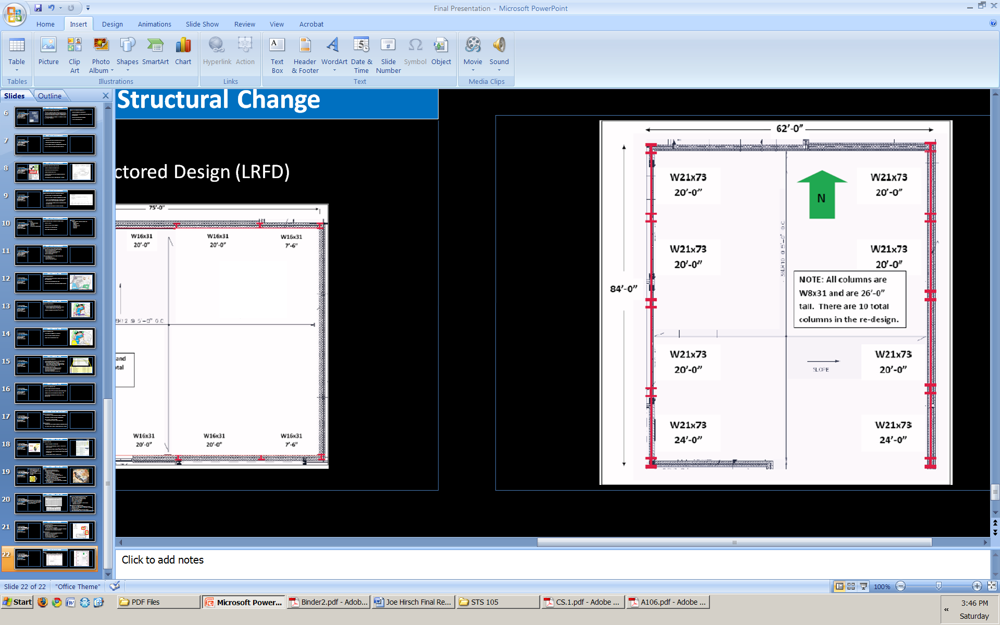 Final Presentation - Microsoft PowerPoint
Home Insert Design Animations Slide Show Review View Acrobat
Table
Tables
Picture
Clip Art
Photo Album
Shapes
SmartArt
Chart
Illustrations
Hyperlink
Action
Links
Text Box
Header & Footer
WordArt
Date & Time
Slide Number
Symbol
Object
Text
Movie
Sound
Media Clips
Slides Outline
6
7
8
9
10
11
12
13
14
15
16
17
18
19
20
21
22
Structural Change
ctored Design (LRFD)
75'-0"
W16x31
20'-0"
W16x31
20'-0"
W16x31
7'-6"
and
tal
W16x31
20'-0"
W16x31
20'-0"
W16x31
7'-6"
62'-0"
84'-0"
W21x73
20'-0"
N
W21x73
20'-0"
W21x73
20'-0"
W21x73
20'-0"
NOTE: All columns are
W8x31 and are 26'-0"
tall. There are 10 total
columns in the re-design.
W21x73
20'-0"
SLOPE
W21x73
20'-0"
W21x73
24'-0"
W21x73
24'-0"
Click to add notes
Slide 22 of 22 "Office Theme" 100%
Start PDF Files Microsoft Power... Binder2.pdf - Adob... Joe Hirsch Final Re... STS 105 CS.1.pdf - Adobe ... A106.pdf - Adobe ...
3:46 PM
Saturday